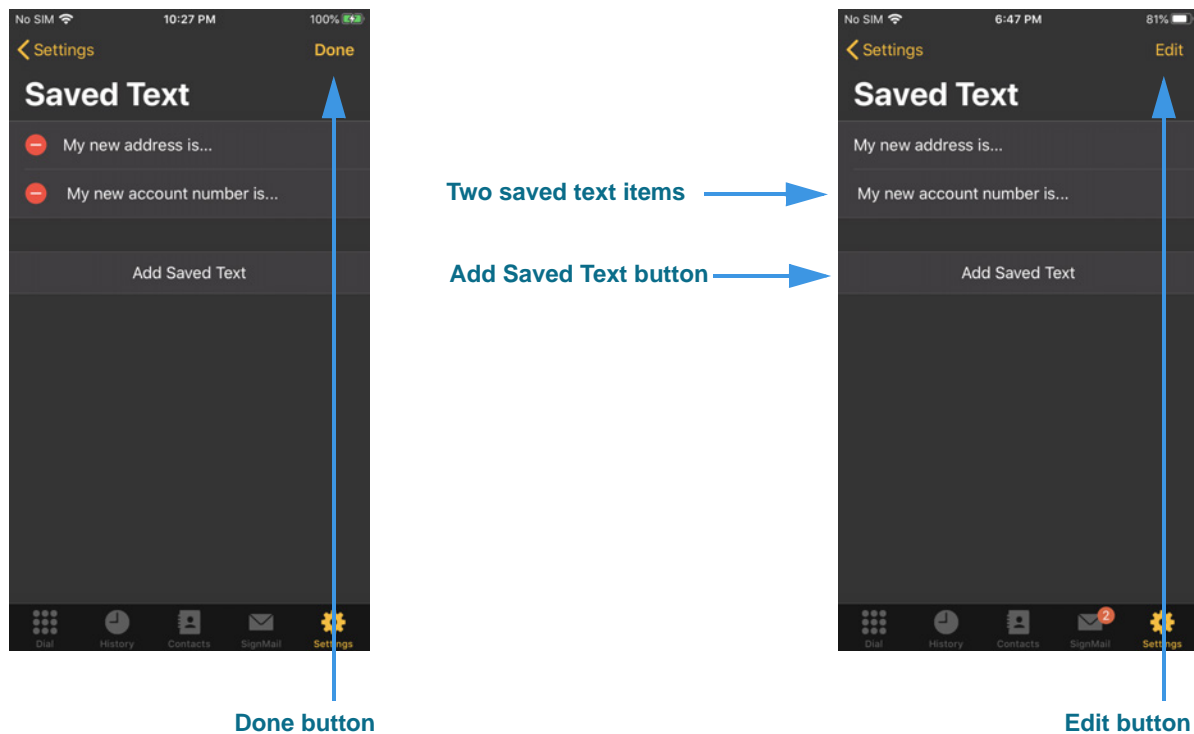 No SIM 10:27 PM 100%
Settings Done
Saved Text
My new address is...
My new account number is...
Add Saved Text
Dial History Contacts SignMail Settings
Done button
Two saved text items
Add Saved Text button
No SIM 6:47 PM 81%
Settings Edit
Saved Text
My new address is...
My new account number is...
Add Saved Text
2
Dial History Contacts SignMail Settings
Edit button